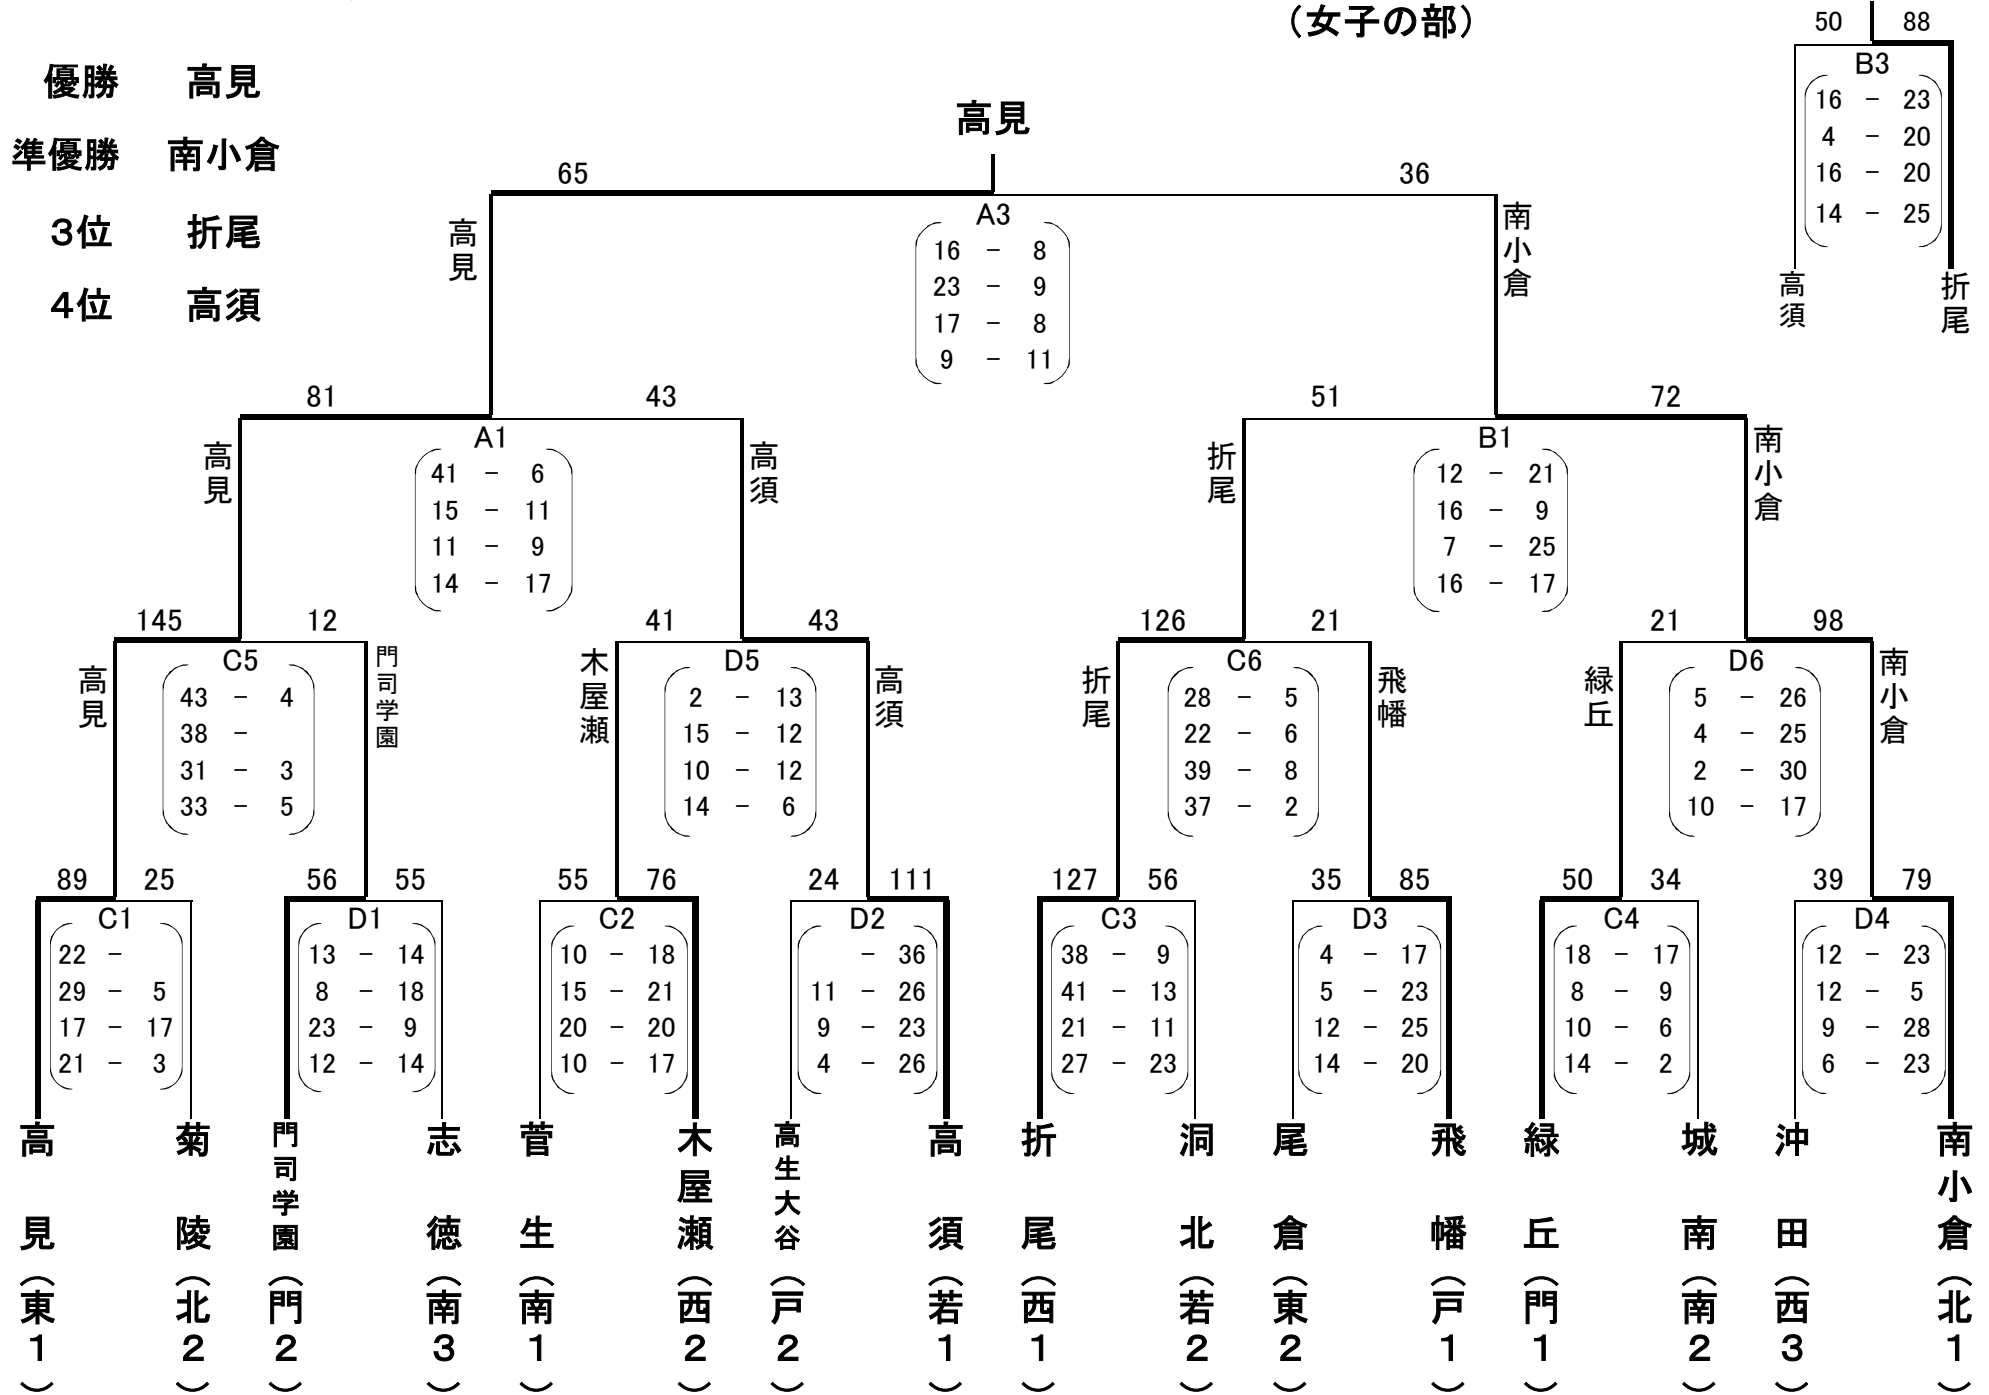 （女子の部）
優勝 高見
準優勝 南小倉
3位 折尾
4位 高須
50 88
B3
16 － 23
4 － 20
16 － 20
14 － 25
高須 折尾
高見
65 36
高見 南小倉
A3
16 － 8
23 － 9
17 － 8
9 － 11
81 43
高見 高須
A1
41 － 6
15 － 11
11 － 9
14 － 17
51 72
折尾 南小倉
B1
12 － 21
16 － 9
7 － 25
16 － 17
145 12
高見 門司学園
C5
43 － 4
38 －
31 － 3
33 － 5
41 43
木屋瀬 高須
D5
2 － 13
15 － 12
10 － 12
14 － 6
126 21
折尾 飛幡
C6
28 － 5
22 － 6
39 － 8
37 － 2
21 98
緑丘 南小倉
D6
5 － 26
4 － 25
2 － 30
10 － 17
89 25
C1
22 －
29 － 5
17 － 17
21 － 3
56 55
D1
13 － 14
8 － 18
23 － 9
12 － 14
55 76
C2
10 － 18
15 － 21
20 － 20
10 － 17
24 111
D2
－ 36
11 － 26
9 － 23
4 － 26
127 56
C3
38 － 9
41 － 13
21 － 11
27 － 23
35 85
D3
4 － 17
5 － 23
12 － 25
14 － 20
50 34
C4
18 － 17
8 － 9
10 － 6
14 － 2
39 79
D4
12 － 23
12 － 5
9 － 28
6 － 23
高見（東1）
菊陵（北2）
門司学園（門2）
志徳（南3）
菅生（南1）
木屋瀬（西2）
高生大谷（戸2）
高須（若1）
折尾（西1）
洞北（若2）
尾倉（東2）
飛幡（戸1）
緑丘（門1）
城南（南2）
沖田（西3）
南小倉（北1）